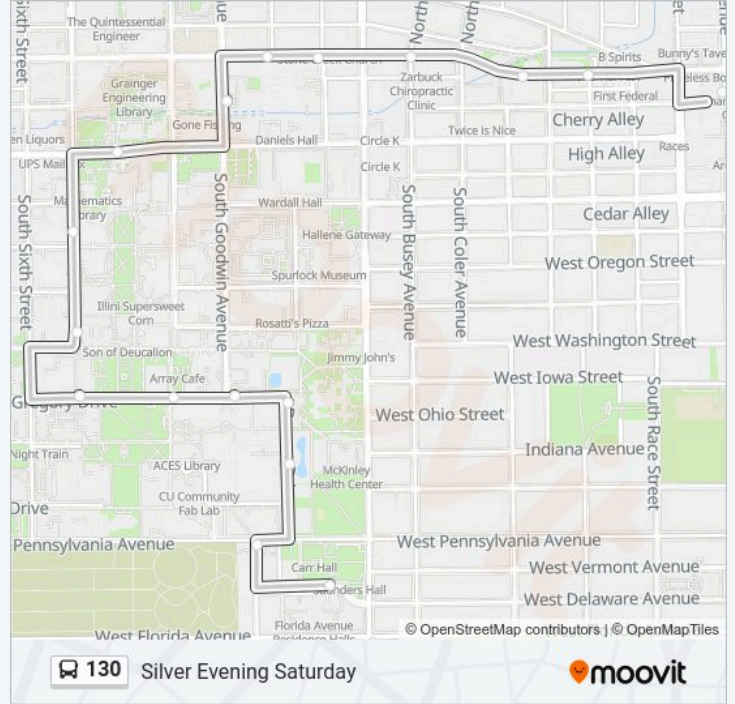 The Quintessential
Engineer
Sixth Street
North
North
B Spirits
Bunny's Tave
Grainger
Engineering
Library
Zarbuck
Chiropractic
Clinic
First Federal
Gone Fishing
Cherry Alley
en Liquors
Daniels Hall
Circle K
Twice is Nice
Races
High Alley
UPS Mail
Circle K
Mathematics
Library
South Sixth Street
South Goodwin Avenue
South Busey Avenue
South Coler Avenue
Wardall Hall
Cedar Alley
Hallene Gateway
West Oregon Street
Spurlock Museum
Illini Supersweet
Corn
Rosatti's Pizza
West Washington Street
Son of Deucalion
Jimmy John's
Array Cafe
West Iowa Street
South Race Street
Gregory Drive
West Ohio Street
Night Train
ACES Library
McKinley
Health Center
Indiana Avenue
CU Community
Fab Lab
Drive
Pennsylvania Avenue
West Pennsylvania Avenue
Carr Hall
West Vermont Avenue
Saunders Hall
West Delaware Avenue
Florida Avenue
Residence Halls
West Florida Avenue
© OpenStreetMap contributors | © OpenMapTiles
130 Silver Evening Saturday
moovit